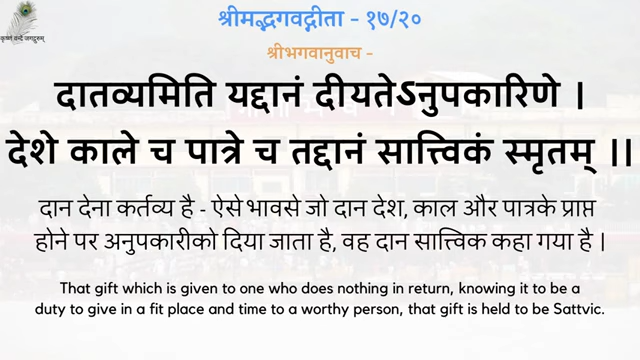 श्रीमद्भगवद्गीता - १७/२०
कृष्णं वन्दे जगद्गुरुम्
श्रीभगवानुवाच -
दातव्यमिति यद्दानं दीयतेऽनुपकारिणे ।
देशे काले च पात्रे च तद्दानं सात्त्विकं स्मृतम् ।।
दान देना कर्तव्य है - ऐसे भावसे जो दान देश, काल और पात्रके प्राप्त
होने पर अनुपकारीको दिया जाता है, वह दान सात्त्विक कहा गया है |
That gift which is given to one who does nothing in return, knowing it to be a
duty to give in a fit place and time to a worthy person, that gift is held to be Sattvic.